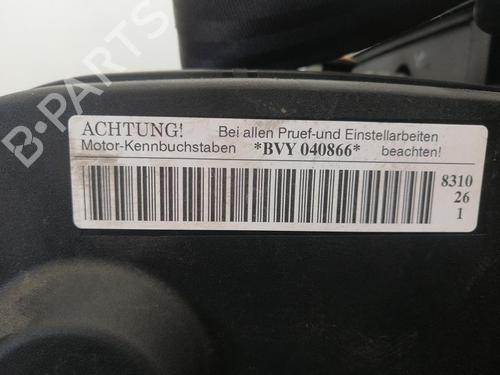 B-PARTS
ACHTUNG! Bei allen Pruef-und Einstellarbeiten
Motor-Kennbuchstaben *BVY 040866* beachten!
8310
26
1